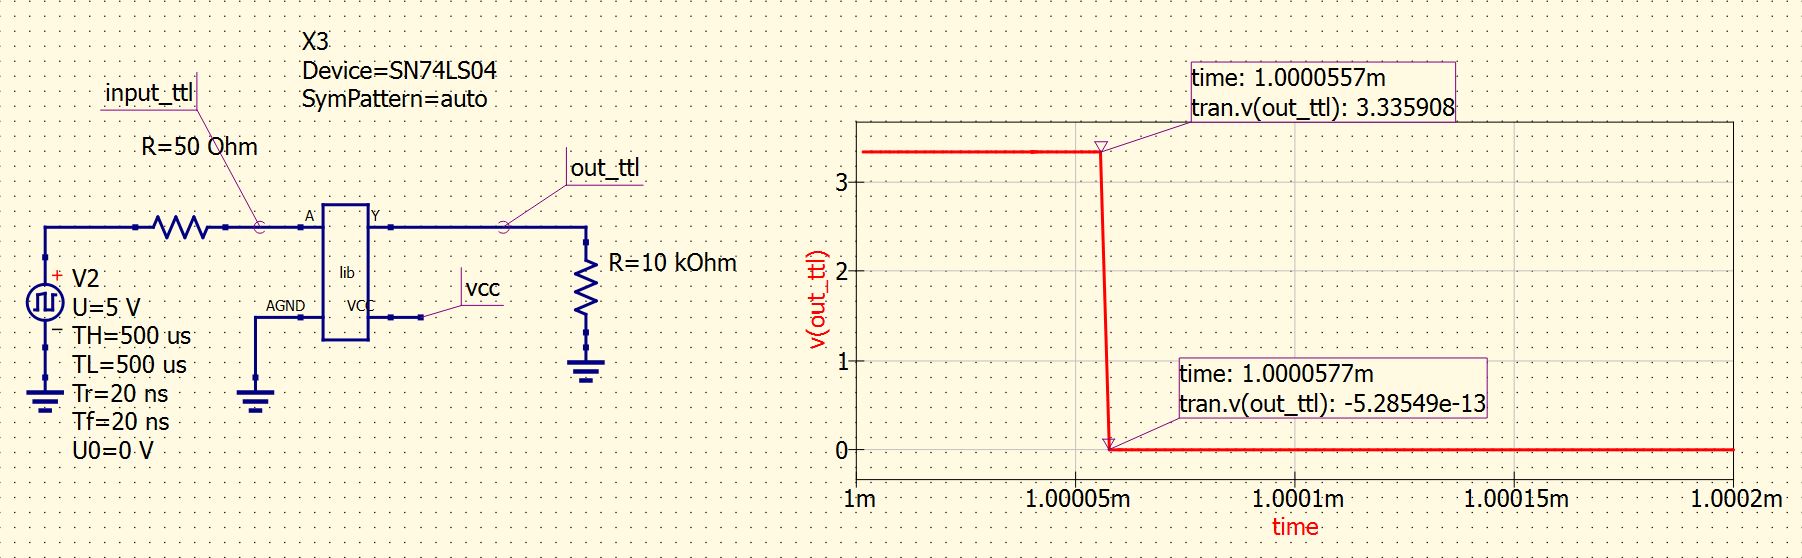 X3
Device=SN74LS04
SymPattern=auto
input_ttl
R=50 Ohm
out_ttl
A
Y
lib
AGND
VCC
vcc
R=10 kOhm
+
V2
U=5 V
TH=500 us
TL=500 us
Tr=20 ns
Tf=20 ns
U0=0 V
time: 1.0000557m
tran.v(out_ttl): 3.335908
3
2
1
0
v(out_ttl)
time: 1.0000577m
tran.v(out_ttl): -5.28549e-13
1m
1.00005m
1.0001m
1.00015m
1.0002m
time